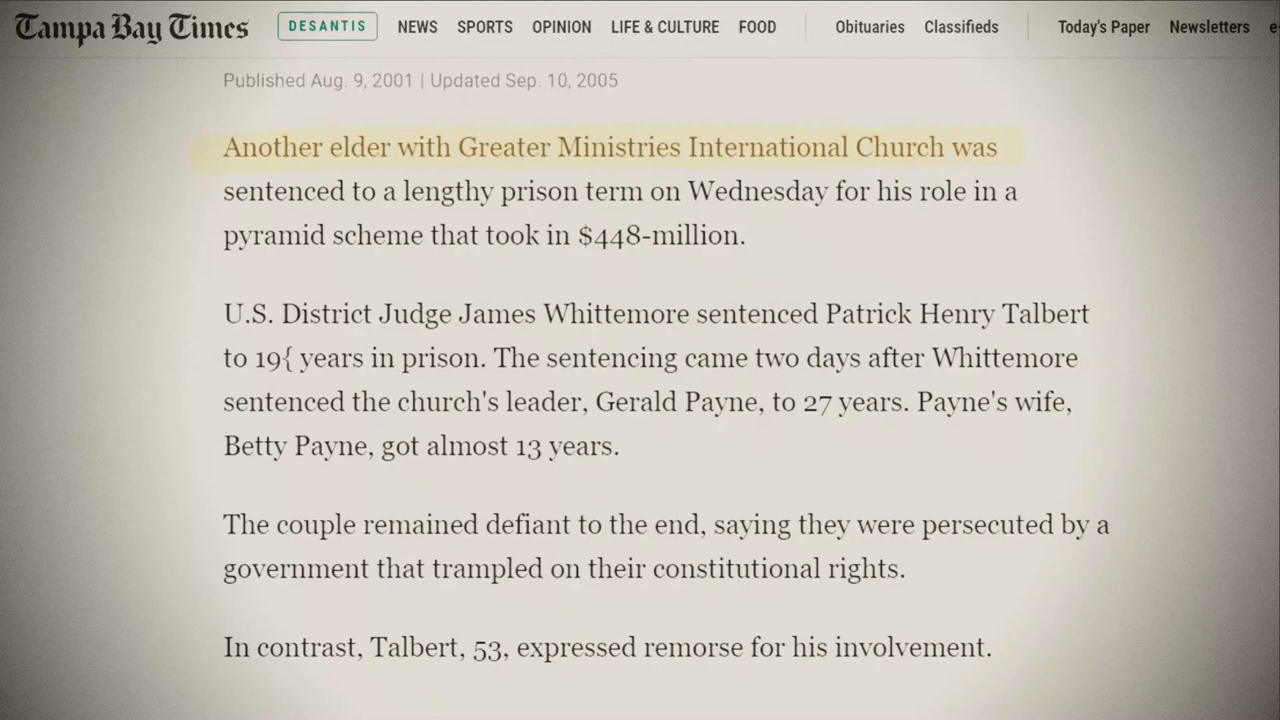 Tampa Bay Times DESANTIS NEWS SPORTS OPINION LIFE & CULTURE FOOD Obituaries Classifieds Today's Paper Newsletters
Published Aug. 9, 2001 | Updated Sep. 10, 2005
Another elder with Greater Ministries International Church was
sentenced to a lengthy prison term on Wednesday for his role in a
pyramid scheme that took in $448-million.
U.S. District Judge James Whittemore sentenced Patrick Henry Talbert
to 19{ years in prison. The sentencing came two days after Whittemore
sentenced the church's leader, Gerald Payne, to 27 years. Payne's wife,
Betty Payne, got almost 13 years.
The couple remained defiant to the end, saying they were persecuted by a
government that trampled on their constitutional rights.
In contrast, Talbert, 53, expressed remorse for his involvement.